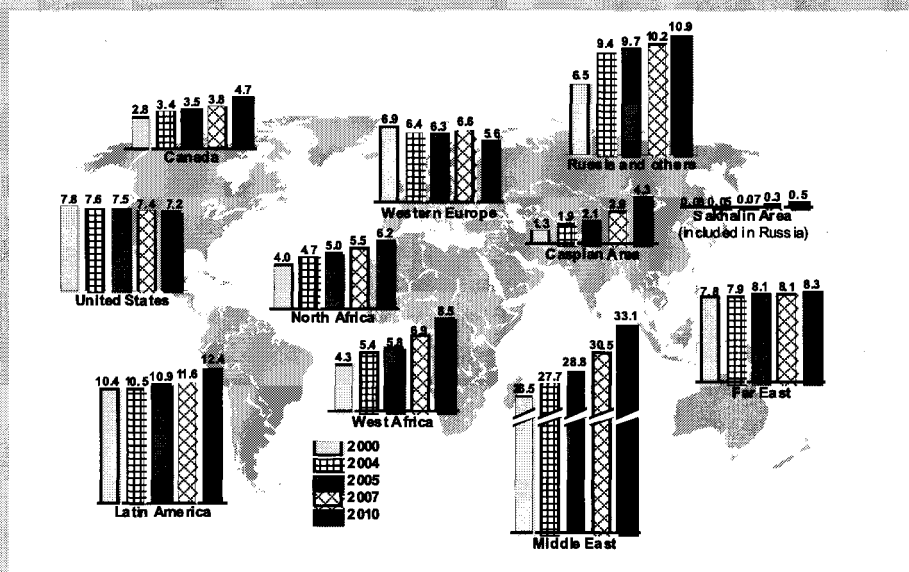 2.8 3.4 3.5 3.8 4.7
Canada
7.8 7.6 7.5 7.4 7.2
United States
6.9 6.4 6.3 6.6 5.6
Western Europe
6.5 9.4 9.7 10.2 10.9
Russia and others
1.3 1.9 2.1 2.8 4.3
Caspian Area
0.05 0.07 0.3 0.5
Sakhalin Area
(included in Russia)
4.0 4.7 5.0 5.5 6.2
North Africa
4.3 5.4 5.8 6.9 8.5
West Africa
7.8 7.9 8.1 8.1 8.3
Far East
10.4 10.5 10.9 11.6 12.4
Latin America
27.7 28.8 30.5 33.1
Middle East
2000
2004
2005
2007
2010